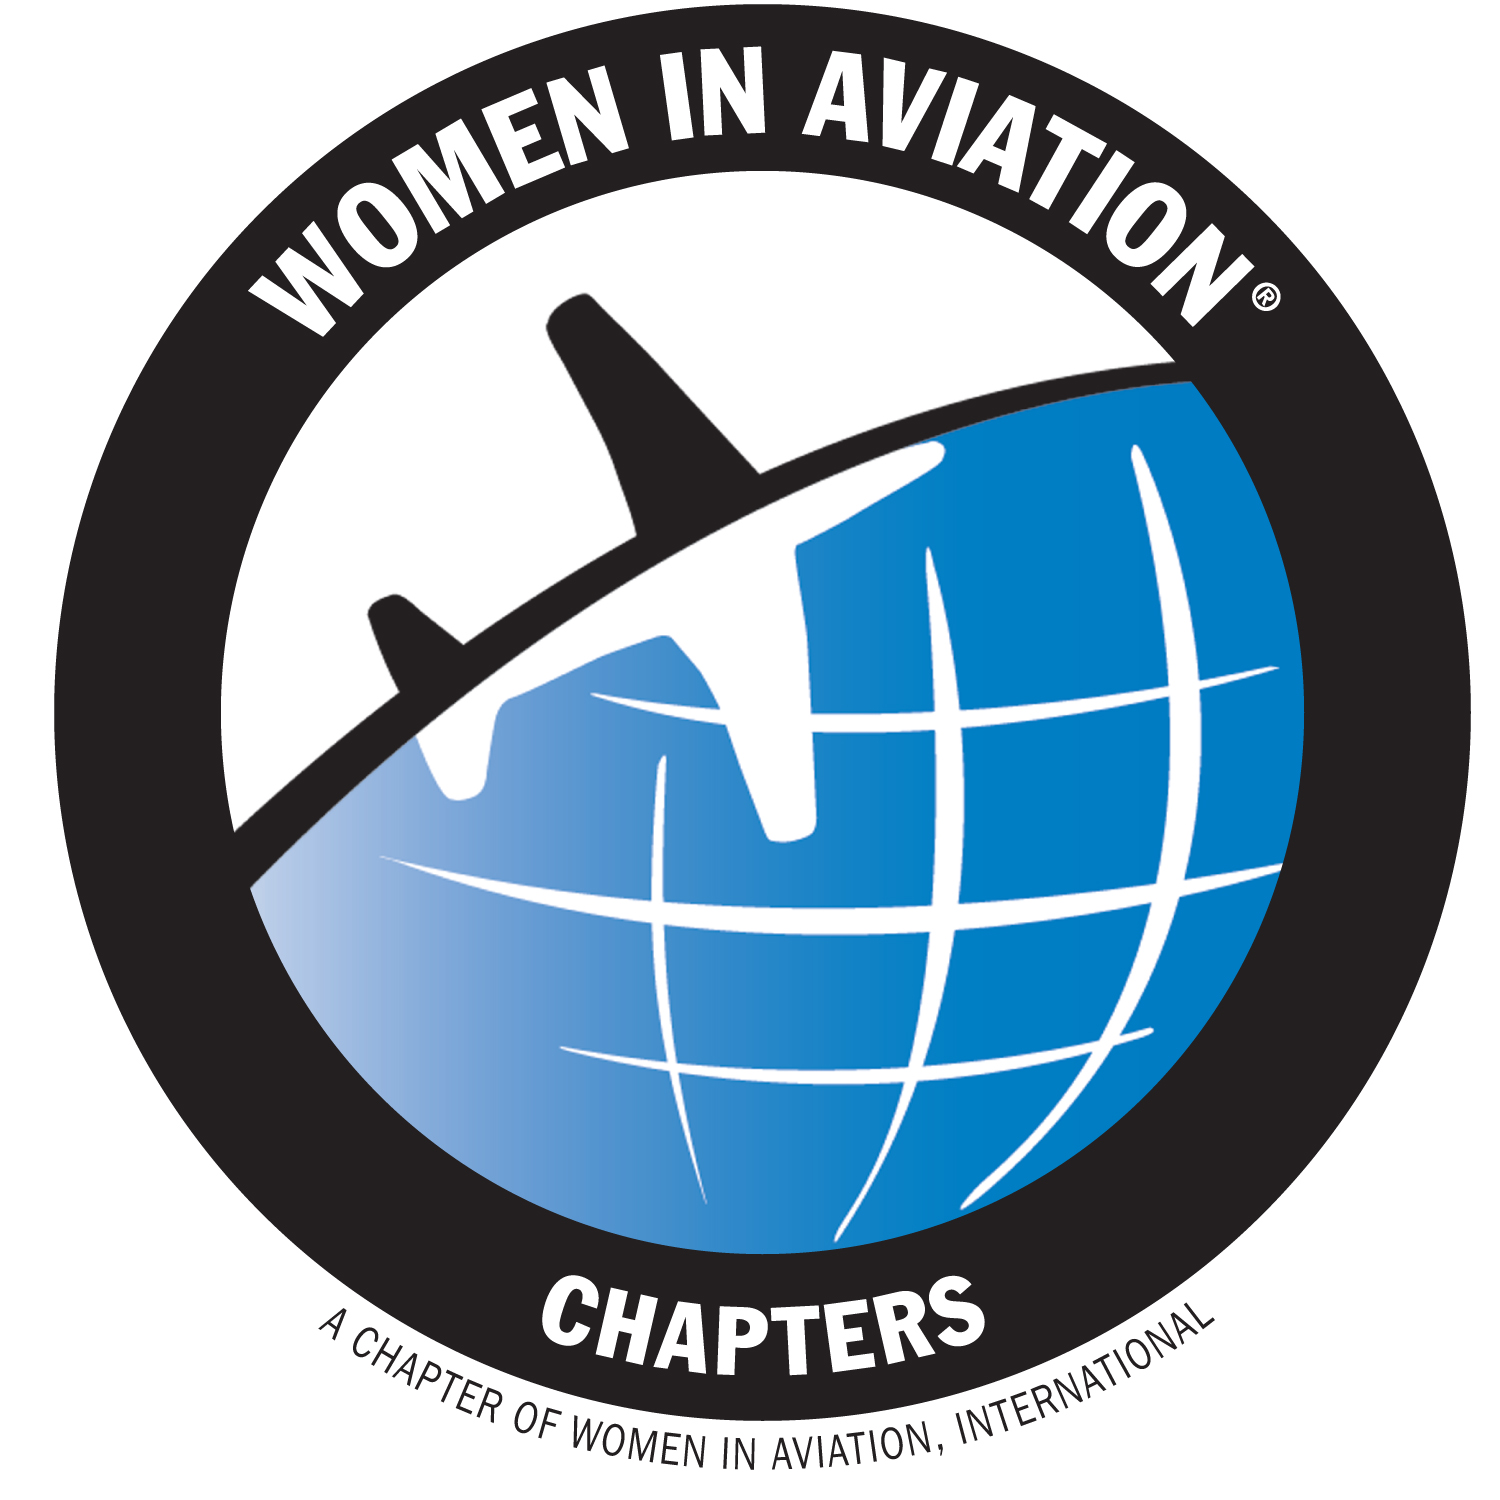 WOMEN IN AVIATION®
CHAPTERS
A CHAPTER OF WOMEN IN AVIATION, INTERNATIONAL